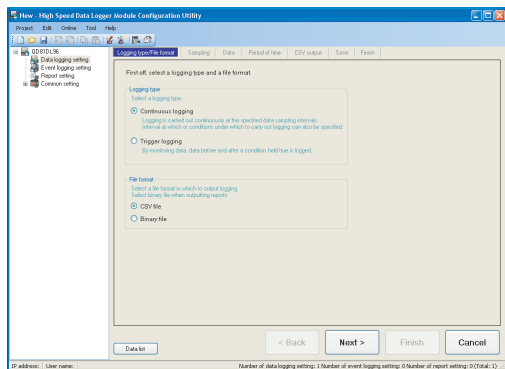 New - High Speed Data Logger Module Configuration Utility
Project Edit Online Tool Help
QD81DL96
Data logging setting
Event logging setting
Report setting
Common setting
Logging type/File format Sampling Data Period of time CSV output Save Finish
First off, select a logging type and a file format.
Logging type
Select a logging type.
Continuous logging
Logging is carried out continuously at the specified data sampling intervals.
Interval at which or conditions under which to carry out logging can also be specified.
Trigger logging
By monitoring data, data before and after a condition held true is logged.
File format
Select a file format in which to output logging.
Select binary file when outputting reports.
CSV file
Binary file
Data list
< Back Next > Finish Cancel
IP address: User name: Number of data logging setting: 1 Number of event logging setting: 0 Number of report setting: 0 (Total: 1)